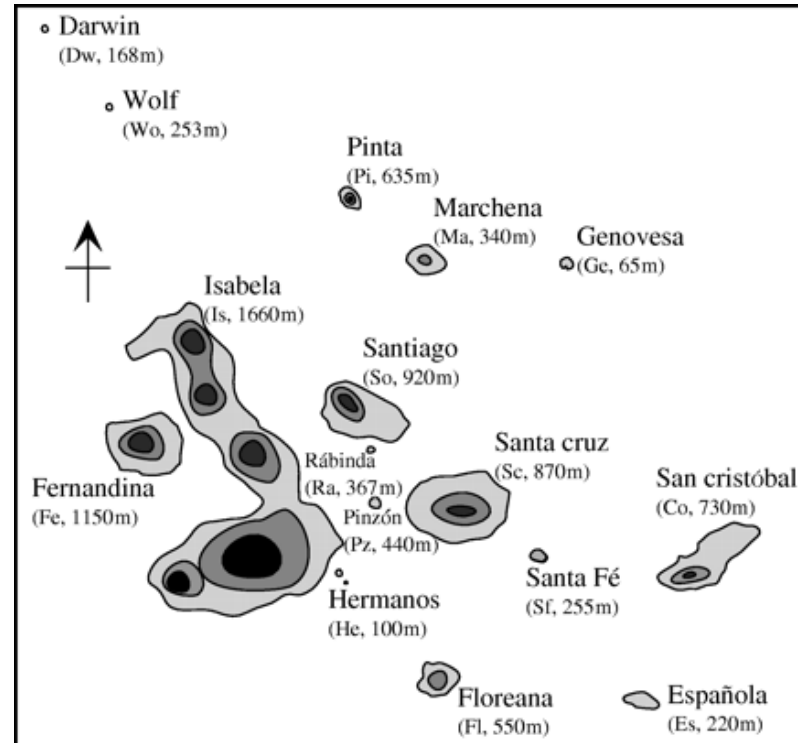 Darwin
(Dw, 168m)
Wolf
(Wo, 253m)
Pinta
(Pi, 635m)
Marchena
(Ma, 340m)
Genovesa
(Ge, 65m)
Isabela
(Is, 1660m)
Santiago
(So, 920m)
Rábinda
(Ra, 367m)
Pinzón
(Pz, 440m)
Santa cruz
(Sc, 870m)
San cristóbal
(Co, 730m)
Fernandina
(Fe, 1150m)
Hermanos
(He, 100m)
Santa Fé
(Sf, 255m)
Floreana
(Fl, 550m)
Española
(Es, 220m)